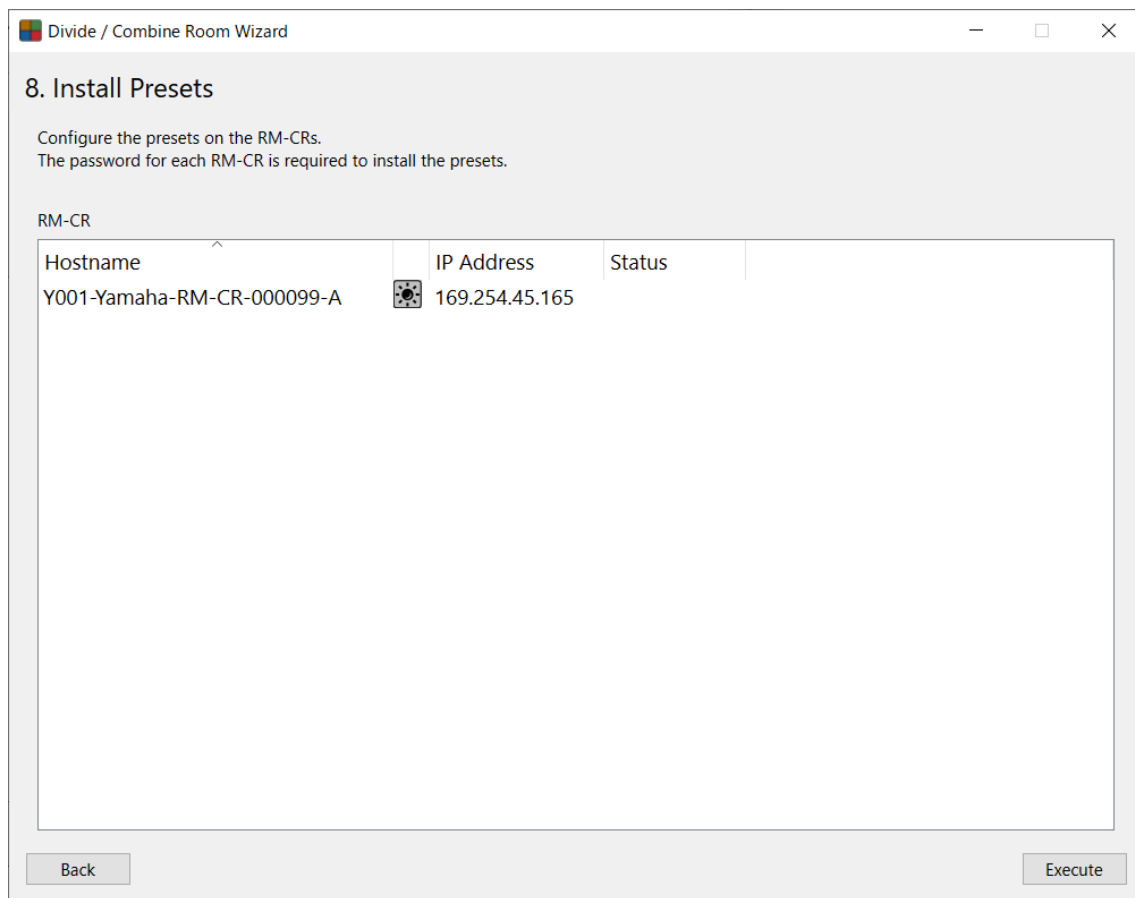 Divide / Combine Room Wizard
8. Install Presets
Configure the presets on the RM-CRs.
The password for each RM-CR is required to install the presets.
RM-CR
Hostname IP Address Status
Y001-Yamaha-RM-CR-000099-A 169.254.45.165
Back Execute